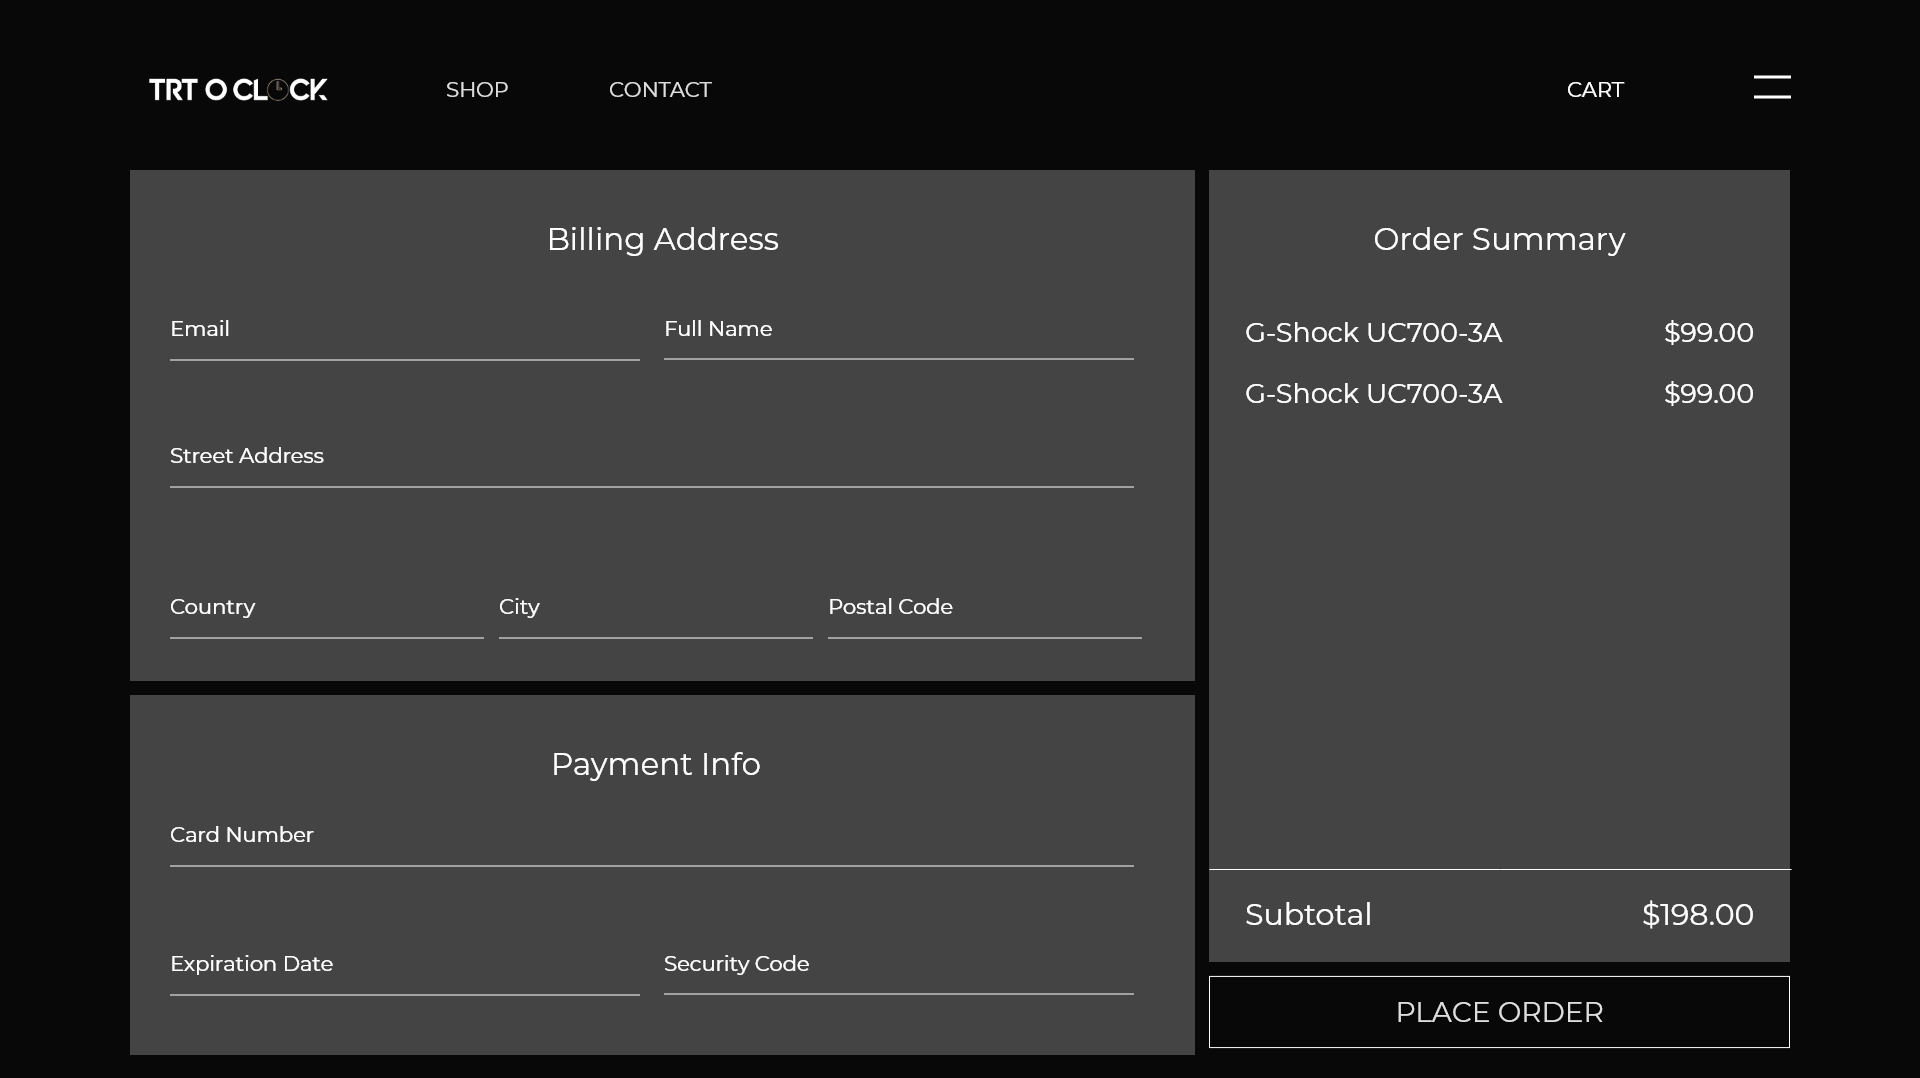 TRT O CLOCK
SHOP
CONTACT
CART
Billing Address
Email
Full Name
Street Address
Country
City
Postal Code
Payment Info
Card Number
Expiration Date
Security Code
Order Summary
G-Shock UC700-3A $99.00
G-Shock UC700-3A $99.00
Subtotal $198.00
PLACE ORDER